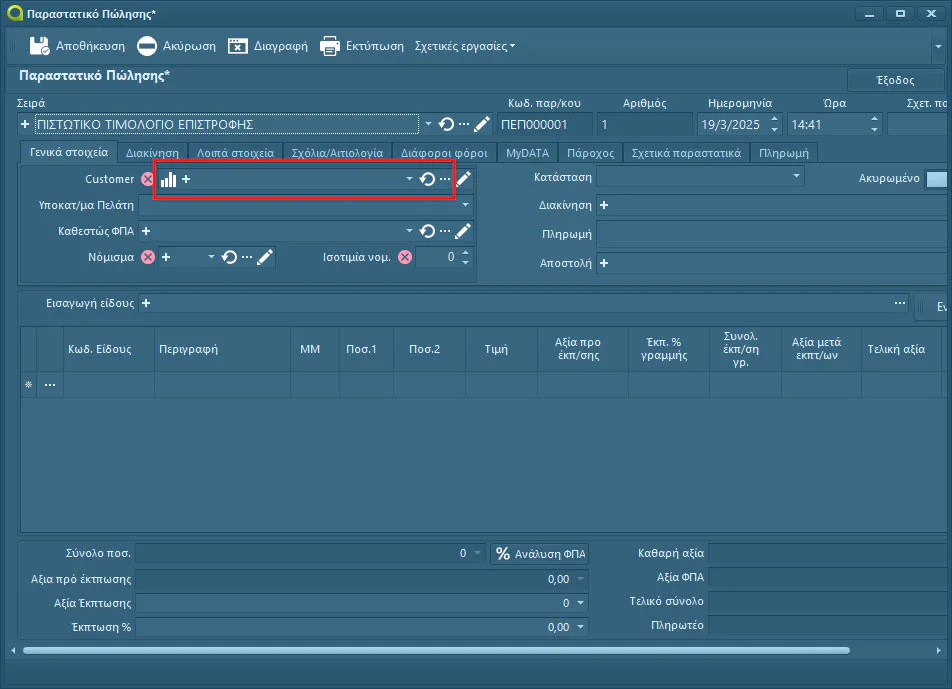 Παραστατικό Πώλησης*
Αποθήκευση Ακύρωση Διαγραφή Εκτύπωση Σχετικές εργασίες
Παραστατικό Πώλησης*
Έξοδος
Σειρά Κωδ. παρ/κου Αριθμός Ημερομηνία Ώρα Σχετ. πα
ΠΙΣΤΩΤΙΚΟ ΤΙΜΟΛΟΓΙΟ ΕΠΙΣΤΡΟΦΗΣ ΠΕΠ000001 1 19/3/2025 14:41
Γενικά στοιχεία Διακίνηση Λοιπά στοιχεία Σχόλια/Αιτιολογία Διάφοροι φόροι MyDATA Πάροχος Σχετικά παραστατικά Πληρωμή
Customer Κατάσταση Ακυρωμένο
Υποκατ/μα Πελάτη Διακίνηση
Καθεστώς ΦΠΑ Πληρωμή
Νόμισμα Ισοτιμία νομ. 0 Αποστολή
Εισαγωγή είδους Εν
Κωδ. Είδους Περιγραφή ΜΜ Ποσ.1 Ποσ.2 Τιμή Αξία προ έκπ/σης Έκπ. % γραμμής Συνολ. έκπ/ση γρ. Αξία μετά εκπτ/ων Τελική αξία
Σύνολο ποσ. 0 % Ανάλυση ΦΠΑ Καθαρή αξία
Αξια πρό έκτπωσης 0,00 Αξία ΦΠΑ
Αξία Έκπτωσης 0 Τελικό σύνολο
Έκπτωση % 0,00 Πληρωτέο